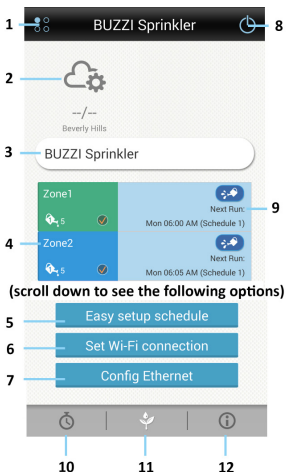 1
BUZZI Sprinkler
8
2
--/--
Beverly Hills
3
BUZZI Sprinkler
Zone1
Next Run:
9
5
Mon 06:00 AM (Schedule 1)
4
Zone2
Next Run:
5
Mon 06:05 AM (Schedule 1)
(scroll down to see the following options)
5
Easy setup schedule
6
Set Wi-Fi connection
7
Config Ethernet
10
11
12